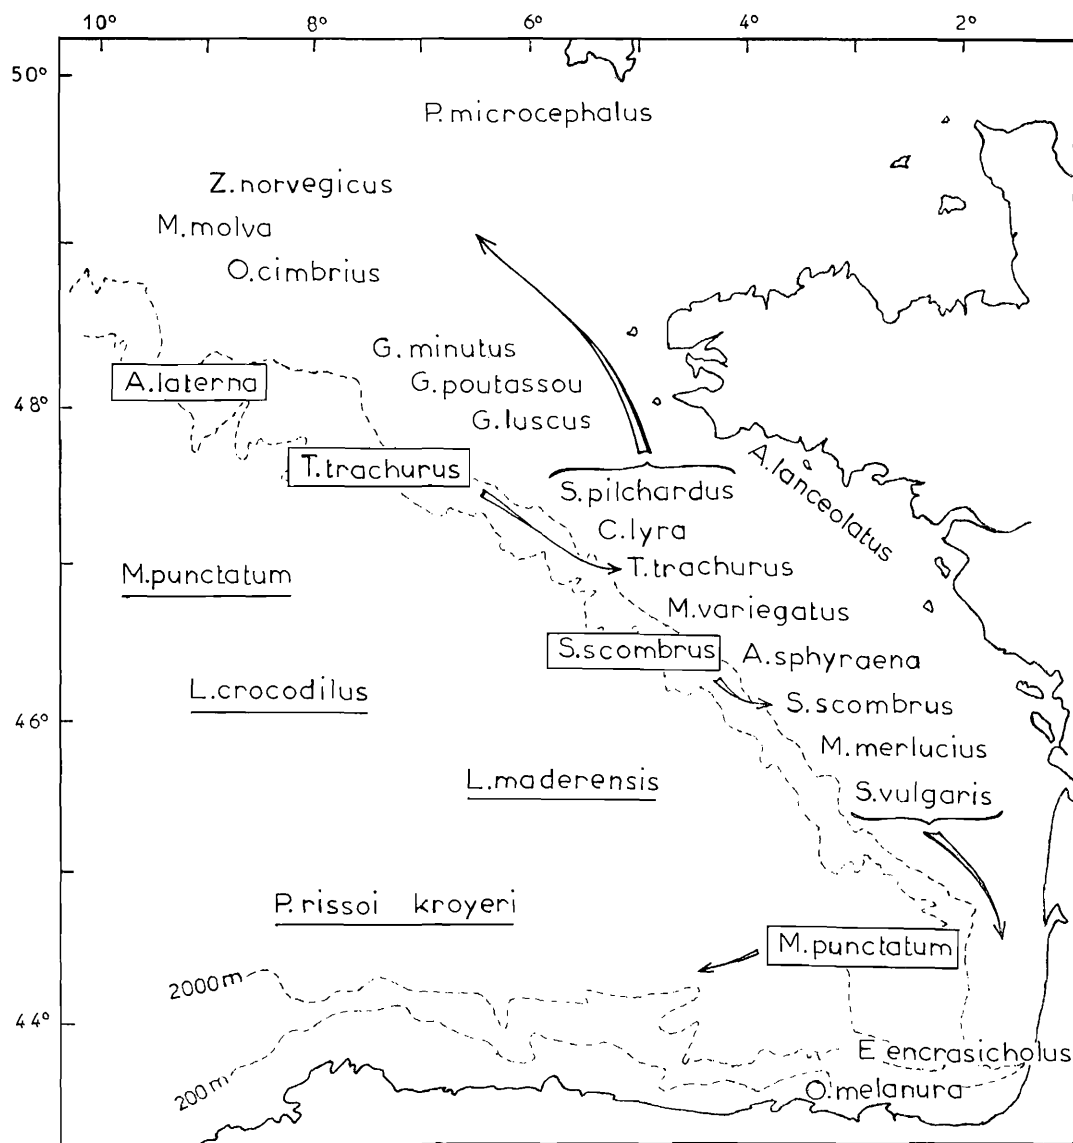 10° 8° 6° 4° 2°
50°
P. microcephalus
Z. norvegicus
M. molva
O. cimbrius
G. minutus
A. laterna
G. poutassou
48°
G. luscus
A. lanceolatus
T. trachurus
S. pilchardus
C. lyra
T. trachurus
M. punctatum
M. variegatus
S. scombrus
A. sphyraena
L. crocodilus
S. scombrus
46°
M. merlucius
L. maderensis
S. vulgaris
P. rissoi kroyeri
M. punctatum
2000m
44°
E encrasicholus
200m
O. melanura